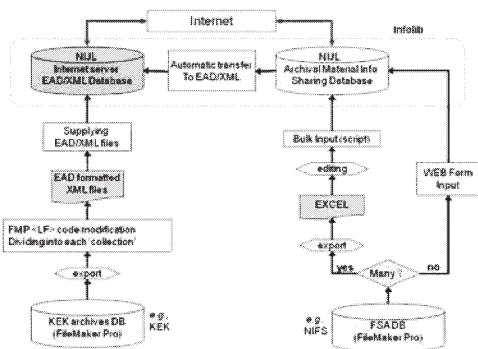 Internet
Infolib
NIJL
Internet server
EAD/XML Database
Automatic transfer
To EAD/XML
NIJL
Archival Material Info
Sharing Database
Supplying
EAD/XML files
EAD formatted
XML files
FMP <LF> code modification
Dividing into each 'collection'
export
KEK archives DB
(FileMaker Pro)
e.g.,
KEK
Bulk Input (script)
editing
EXCEL
export
yes
Many ?
no
WEB Form
Input
e.g.,
NIFS
FSADB
(FileMaker Pro)